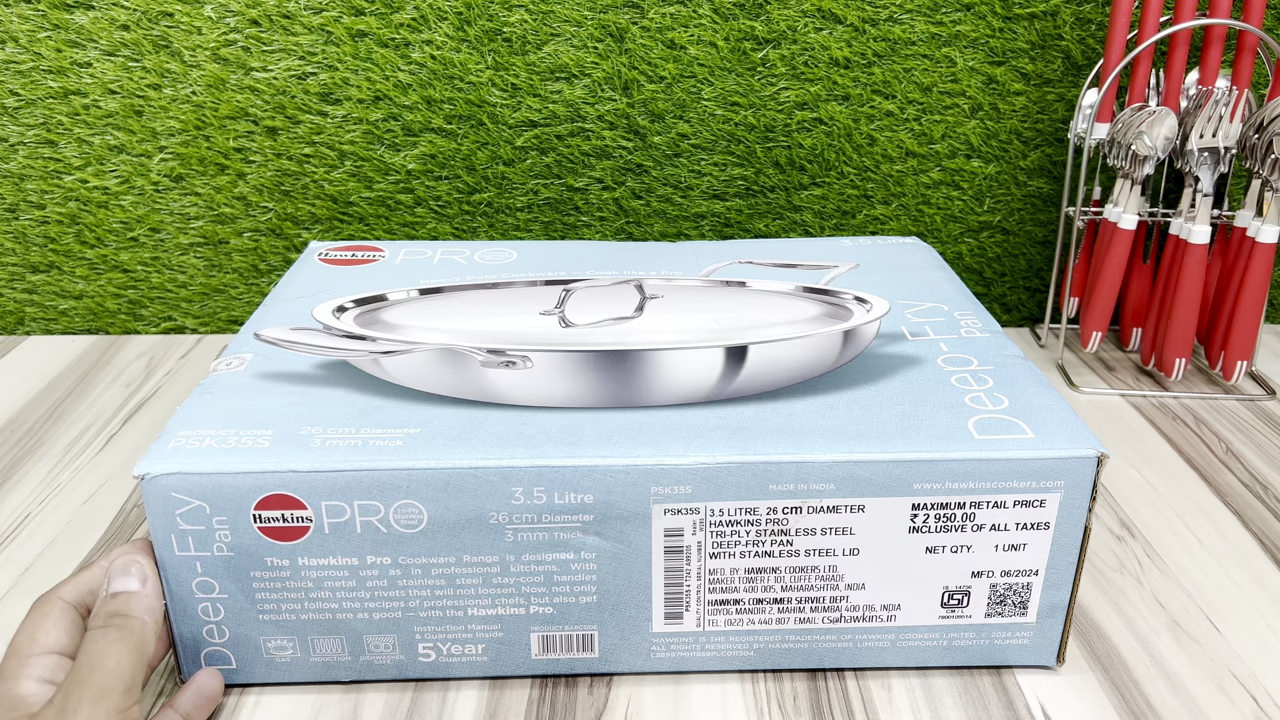 Hawkins PRO
3.5 Litre
Heavy Duty Cookware — Cook like a Pro
Deep-Fry
Pan
PRODUCT CODE
PSK35S
26 cm Diameter
3 mm Thick
Deep-Fry
Pan
Hawkins PRO Tri-Ply
Stainless
Steel
3.5 Litre
26 cm Diameter
3 mm Thick
The Hawkins Pro Cookware Range is designed for
regular rigorous use as in professional kitchens. With
extra-thick metal and stainless steel stay-cool handles
attached with sturdy rivets that will not loosen. Now, not only
can you follow the recipes of professional chefs, but also get
results which are as good — with the Hawkins Pro.
GAS
INDUCTION
DISHWASHER
SAFE
Instruction Manual
& Guarantee inside
5 Year
Guarantee
PRODUCT BARCODE
PSK35S
MADE IN INDIA
www.hawkinscookers.com
PSK35S
3.5 LITRE, 26 cm DIAMETER
HAWKINS PRO
TRI-PLY STAINLESS STEEL
DEEP-FRY PAN
WITH STAINLESS STEEL LID
MFD. BY: HAWKINS COOKERS LTD.
MAKER TOWER F 101, CUFFE PARADE
MUMBAI 400 005, MAHARASHTRA, INDIA
HAWKINS CONSUMER SERVICE DEPT.
UDYOG MANDIR 2, MAHIM, MUMBAI 400 016, INDIA
TEL: (022) 24 440 807 EMAIL: cs@hawkins.in
MAXIMUM RETAIL PRICE
₹ 2 950.00
INCLUSIVE OF ALL TAXES
NET QTY. 1 UNIT
MFD. 06/2024
IS - 14756
CM / L
7800109514
'HAWKINS' IS THE REGISTERED TRADEMARK OF HAWKINS COOKERS LIMITED. © 2024 AND
ALL RIGHTS RESERVED BY HAWKINS COOKERS LIMITED. CORPORATE IDENTITY NUMBER:
L28997MH1959PLC011304.